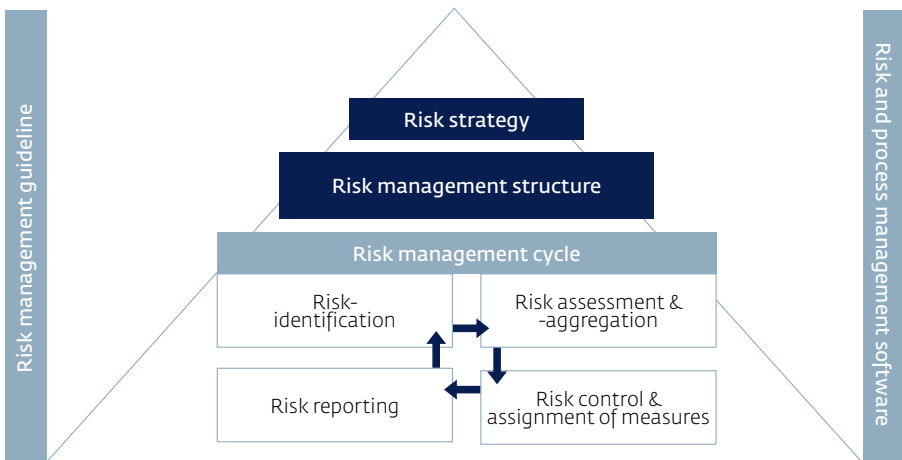 Risk management guideline
Risk strategy
Risk management structure
Risk management cycle
Risk-
identification
Risk assessment &
-aggregation
Risk reporting
Risk control &
assignment of measures
Risk and process management software